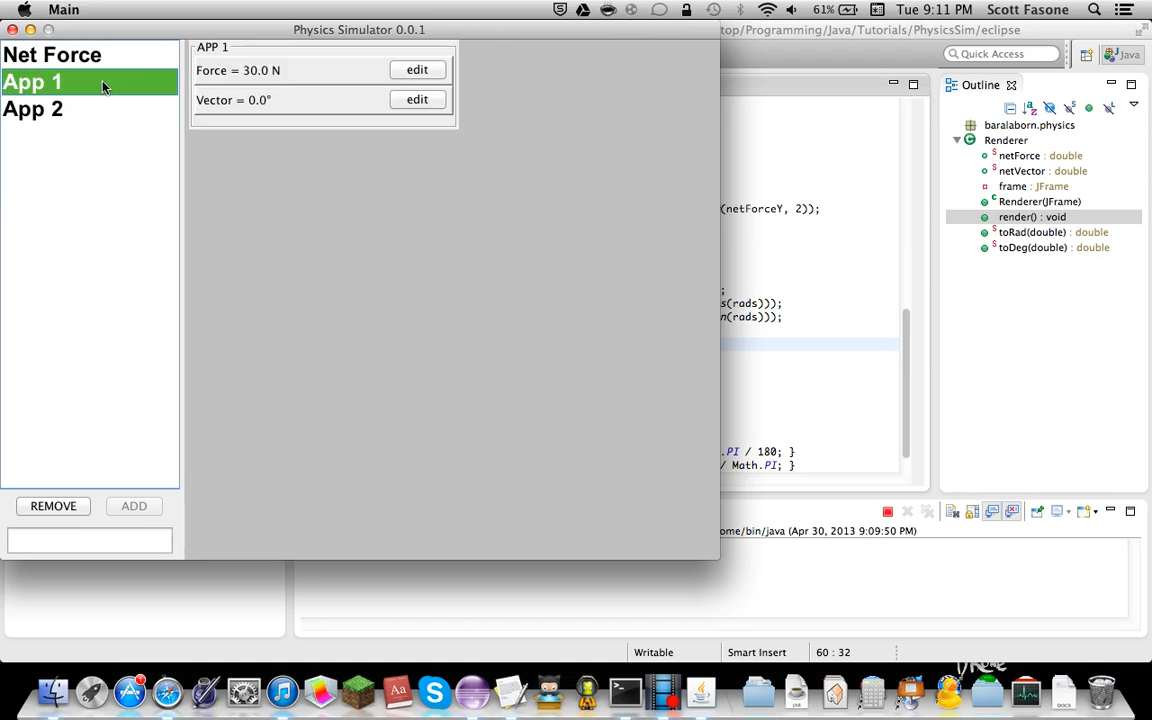 Main
61%
Tue 9:11 PM Scott Fasone
Physics Simulator 0.0.1
top/Programming/Java/Tutorials/PhysicsSim/eclipse
Quick Access
Java
Net Force
App 1
App 2
APP 1
Force = 30.0 N
edit
Vector = 0.0°
edit
REMOVE
ADD
(netForceY, 2));
;
s(rads)));
n(rads)));
.PI / 180; }
/ Math.PI; }
Outline
baralaborn.physics
Renderer
netForce : double
netVector : double
frame : JFrame
Renderer(JFrame)
render() : void
toRad(double) : double
toDeg(double) : double
ome/bin/java (Apr 30, 2013 9:09:50 PM)
Writable
Smart Insert
60 : 32